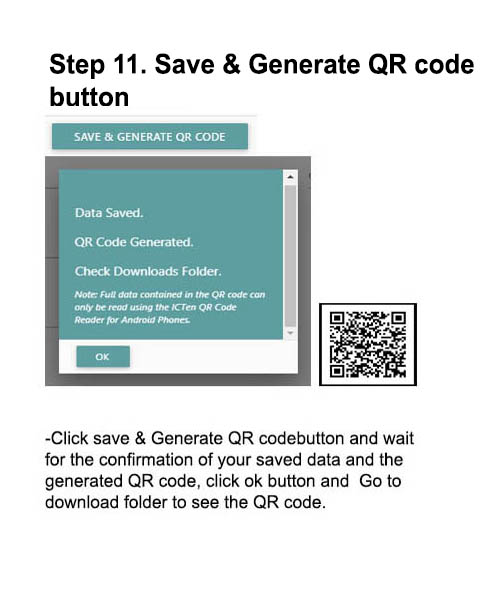 Step 11. Save & Generate QR code
button
SAVE & GENERATE QR CODE
Data Saved.
QR Code Generated.
Check Downloads Folder.
Note: Full data contained in the QR code can
only be read using the ICTen QR Code
Reader for Android Phones.
OK
-Click save & Generate QR codebutton and wait
for the confirmation of your saved data and the
generated QR code, click ok button and  Go to
download folder to see the QR code.